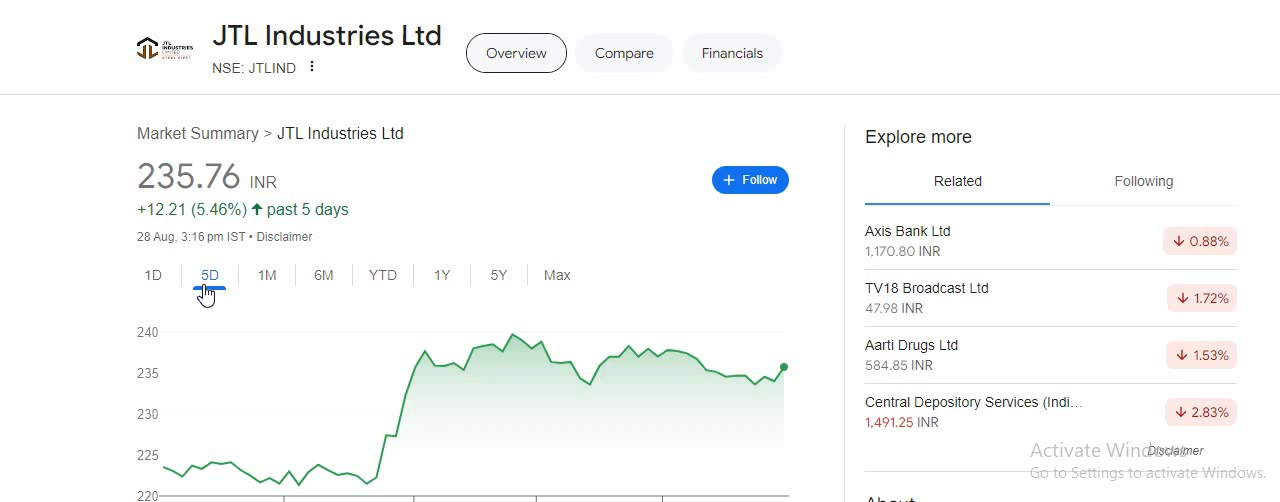 JTL Industries Ltd
JTL
INDUSTRIES
LIMITED
NSE: JTLIND
Overview
Compare
Financials
Market Summary > JTL Industries Ltd
235.76 INR
+ Follow
+12.21 (5.46%) ↑ past 5 days
28 Aug, 3:16 pm IST • Disclaimer
1D 5D 1M 6M YTD 1Y 5Y Max
240
235
230
225
220
Explore more
Related Following
Axis Bank Ltd
1,170.80 INR
↓ 0.88%
TV18 Broadcast Ltd
47.98 INR
↓ 1.72%
Aarti Drugs Ltd
584.85 INR
↓ 1.53%
Central Depository Services (Indi...
1,491.25 INR
↓ 2.83%
Disclaimer
Activate Windows
Go to Settings to activate Windows.
About